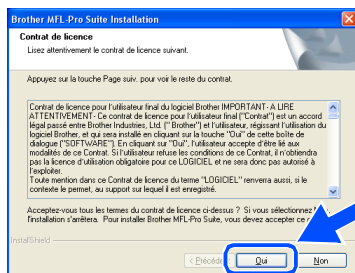 Brother MFL-Pro Suite Installation
Contrat de licence
Lisez attentivement le contrat de licence suivant.
Appuyez sur la touche Page suiv. pour voir le reste du contrat.
Contrat de licence pour l'utilisateur final du logiciel Brother IMPORTANT- A LIRE
ATTENTIVEMENT- Ce contrat de licence pour l'utilisateur final ("Contrat") est un accord
légal passé entre Brother Industries, Ltd. (" Brother") et l'utilisateur, régissant l'utilisation du
logiciel Brother, et qui sera installé en cliquant sur la touche "Oui" de cette boîte de
dialogue ("SOFTWARE"). En cliquant sur "Oui", l'utilisateur accepte d'être lié aux
modalités de ce Contrat. Si l'utilisateur refuse les conditions de ce Contrat, il n'obtiendra
pas la licence d'utilisation obligatoire pour ce LOGICIEL et ne sera donc pas autorisé à
l'exploiter.
Toute mention dans ce Contrat de licence du terme "LOGICIEL" renverra aussi, si le
contexte le permet, au support sur lequel il est enregistré.
Acceptez-vous tous les termes du contrat de licence ci-dessus ? Si vous sélectionnez
l'installation s'arrêtera. Pour installer Brother MFL-Pro Suite, vous devez accepter ce
InstallShield
< Précéde
Oui
Non